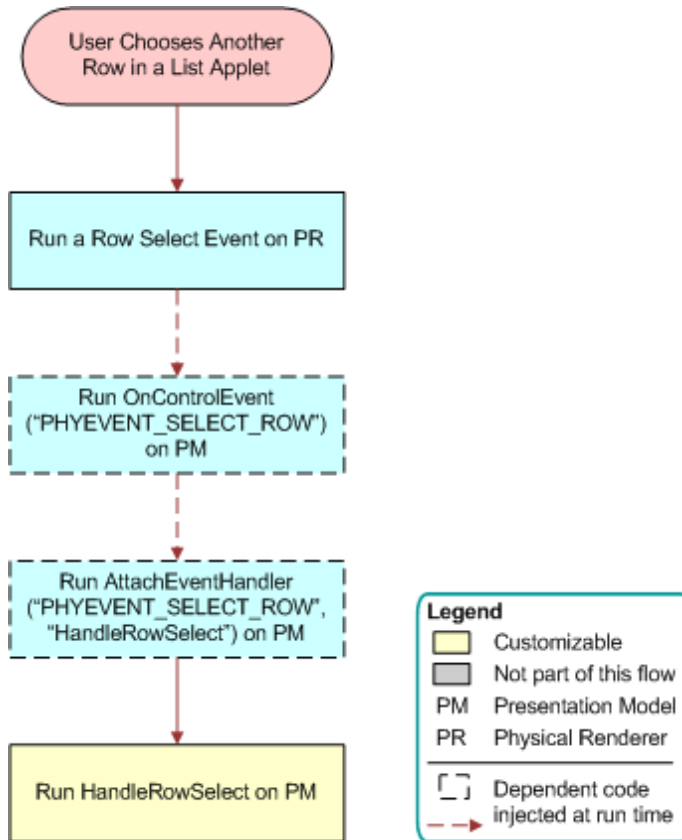 User Chooses Another
Row in a List Applet
Run a Row Select Event on PR
Run OnControlEvent
(“PHYEVENT_SELECT_ROW”)
on PM
Run AttachEventHandler
(“PHYEVENT_SELECT_ROW”,
“HandleRowSelect”) on PM
Run HandleRowSelect on PM
Legend
Customizable
Not part of this flow
PM Presentation Model
PR Physical Renderer
Dependent code
injected at run time